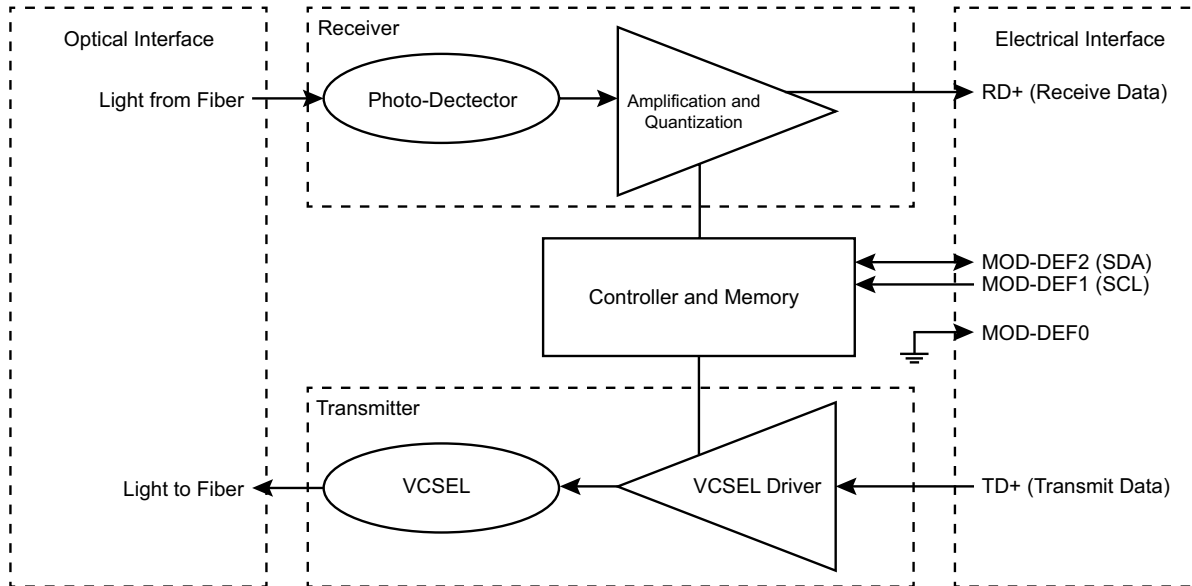 Optical Interface
Receiver
Electrical Interface
Light from Fiber
Photo-Dectector
Amplification and
Quantization
RD+ (Receive Data)
Controller and Memory
MOD-DEF2 (SDA)
MOD-DEF1 (SCL)
MOD-DEF0
Transmitter
Light to Fiber
VCSEL
VCSEL Driver
TD+ (Transmit Data)